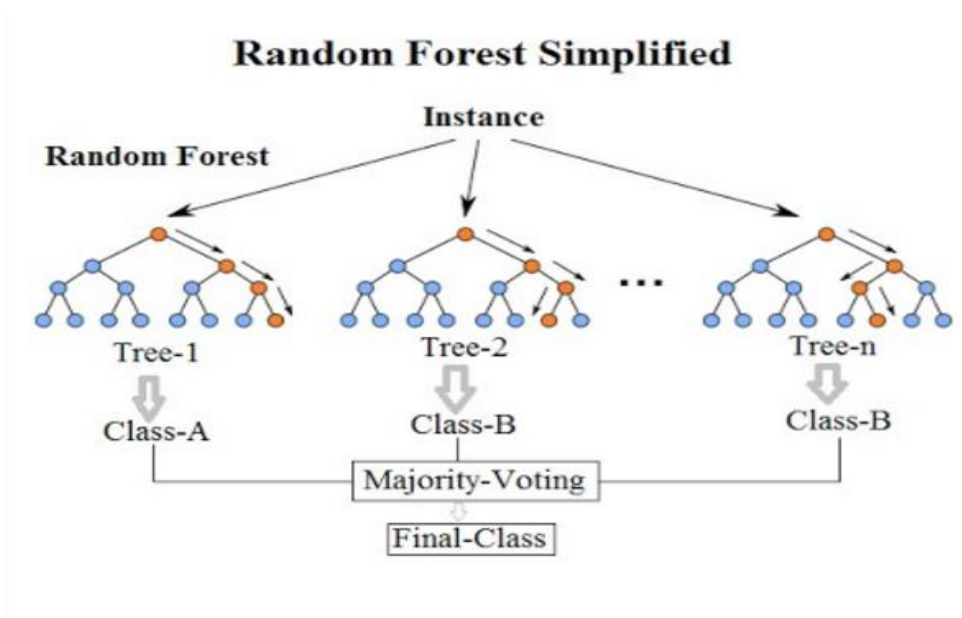 Random Forest Simplified
Instance
Random Forest
...
Tree-1
Tree-2
Tree-n
Class-A
Class-B
Class-B
Majority-Voting
Final-Class